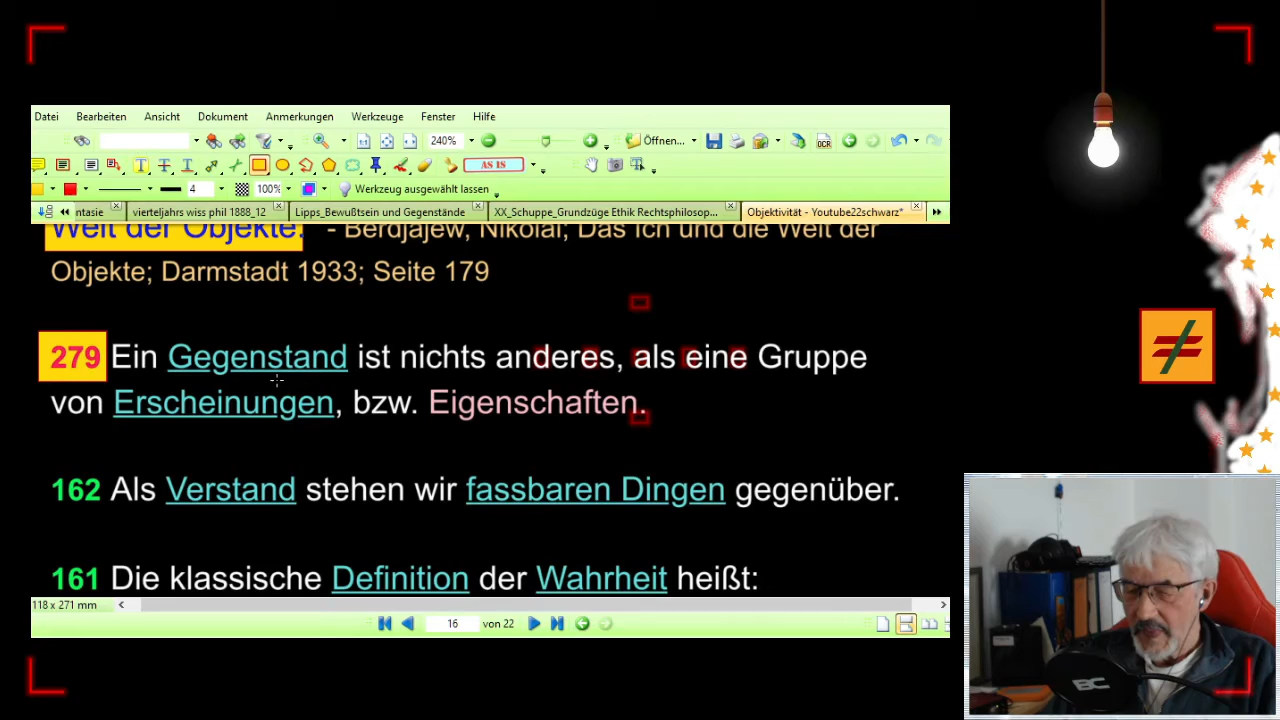 Datei Bearbeiten Ansicht Dokument Anmerkungen Werkzeuge Fenster Hilfe
240% Öffnen... OCR
AS IS
4 100% Werkzeug ausgewählt lassen
ntasie vierteljahrs wiss phil 1888_12 Lipps_Bewußtsein und Gegenstände XX_Schuppe_Grundzüge Ethik Rechtsphilosop... Objektivität - Youtube22schwarz*
Welt der Objekte. - Berdjajew, Nikolai; Das Ich und die Welt der
Objekte; Darmstadt 1933; Seite 179
279 Ein Gegenstand ist nichts anderes, als eine Gruppe
von Erscheinungen, bzw. Eigenschaften.
162 Als Verstand stehen wir fassbaren Dingen gegenüber.
161 Die klassische Definition der Wahrheit heißt:
118 x 271 mm
16 von 22
BC